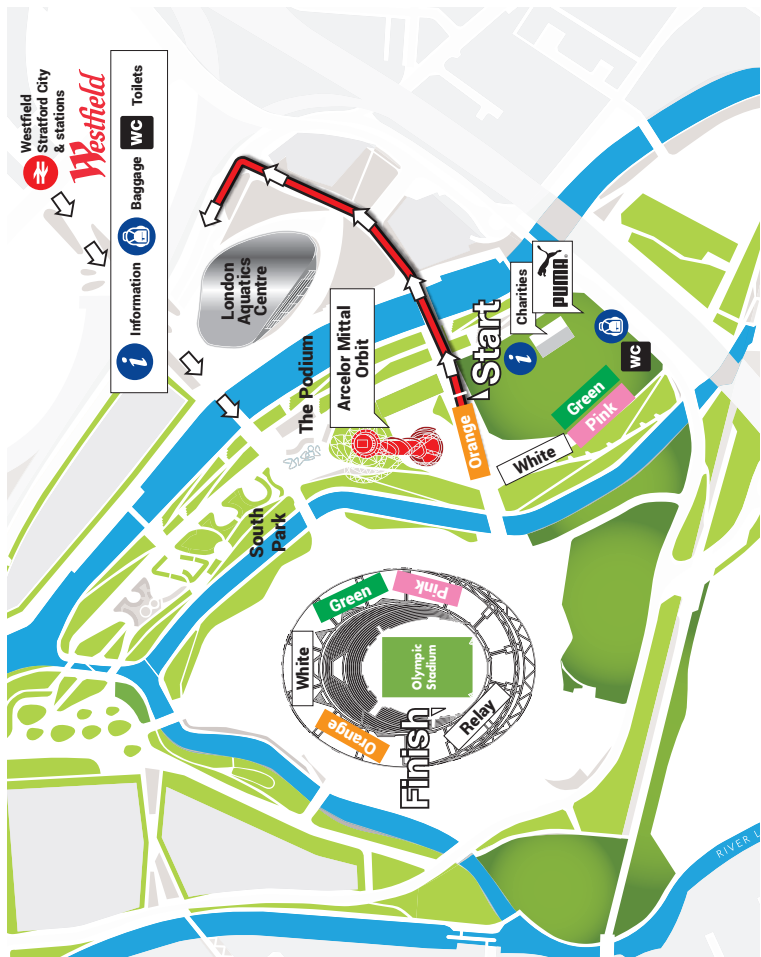 Westfield
Stratford City
& stations
Westfield
Information
Baggage
WC
Toilets
London
Aquatics
Centre
The Podium
Arcelor Mittal
Orbit
Start
Charities
PUMA
WC
Orange
White
Green
Pink
South
Park
Green
Pink
White
Orange
Olympic
Stadium
Relay
Finish
RIVER L